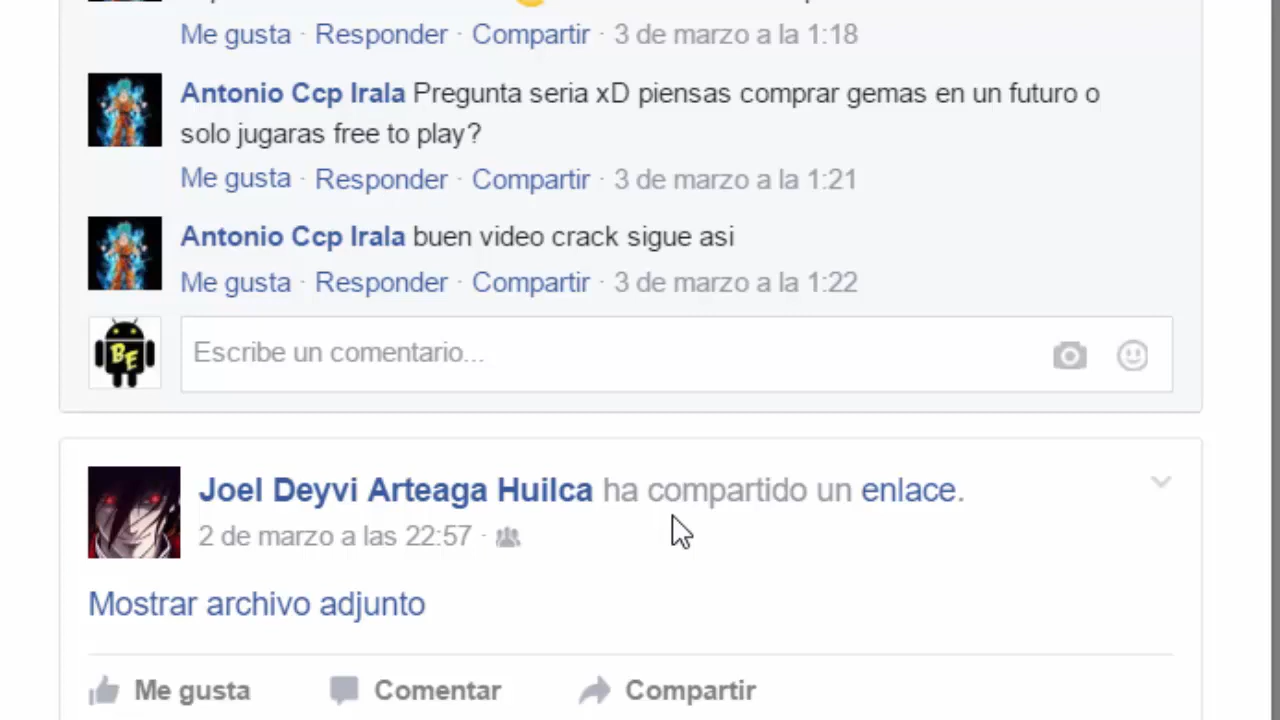 Me gusta · Responder · Compartir · 3 de marzo a la 1:18
Antonio Ccp Irala Pregunta seria xD piensas comprar gemas en un futuro o
solo jugaras free to play?
Me gusta · Responder · Compartir · 3 de marzo a la 1:21
Antonio Ccp Irala buen video crack sigue asi
Me gusta · Responder · Compartir · 3 de marzo a la 1:22
BE
Escribe un comentario...
Joel Deyvi Arteaga Huilca ha compartido un enlace.
2 de marzo a las 22:57 ·
Mostrar archivo adjunto
Me gusta Comentar Compartir